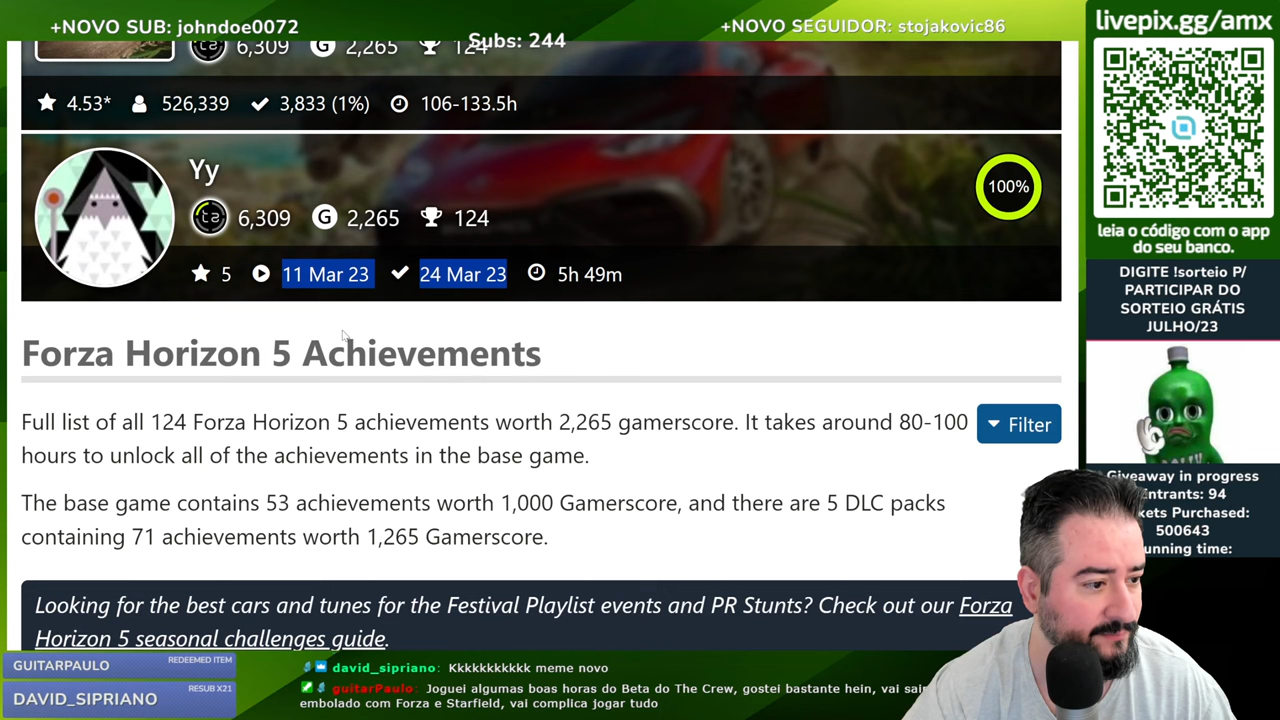 +NOVO SUB: johndoe0072
Subs: 244
+NOVO SEGUIDOR: stojakovic86
6,309 G 2,265 124
4.53* 526,339 3,833 (1%) 106-133.5h
Yy
ta 6,309 G 2,265 124
100%
5 11 Mar 23 24 Mar 23 5h 49m
Forza Horizon 5 Achievements
Full list of all 124 Forza Horizon 5 achievements worth 2,265 gamerscore. It takes around 80-100
hours to unlock all of the achievements in the base game.
Filter
The base game contains 53 achievements worth 1,000 Gamerscore, and there are 5 DLC packs
containing 71 achievements worth 1,265 Gamerscore.
Looking for the best cars and tunes for the Festival Playlist events and PR Stunts? Check out our Forza
Horizon 5 seasonal challenges guide.
livepix.gg/amx
leia o código com o app
do seu banco.
DIGITE !sorteio P/
PARTICIPAR DO
SORTEIO GRÁTIS
JULHO/23
Giveaway in progress
Entrants: 94
Purchased:
500643
time:
GUITARPAULO REDEEMED ITEM
DAVID_SIPRIANO RESUB X21
david_sipriano: Kkkkkkkkkkk meme novo
guitarPaulo: Joguei algumas boas horas do Beta do The Crew, gostei bastante hein, vai
embolado com Forza e Starfield, vai complica jogar tudo